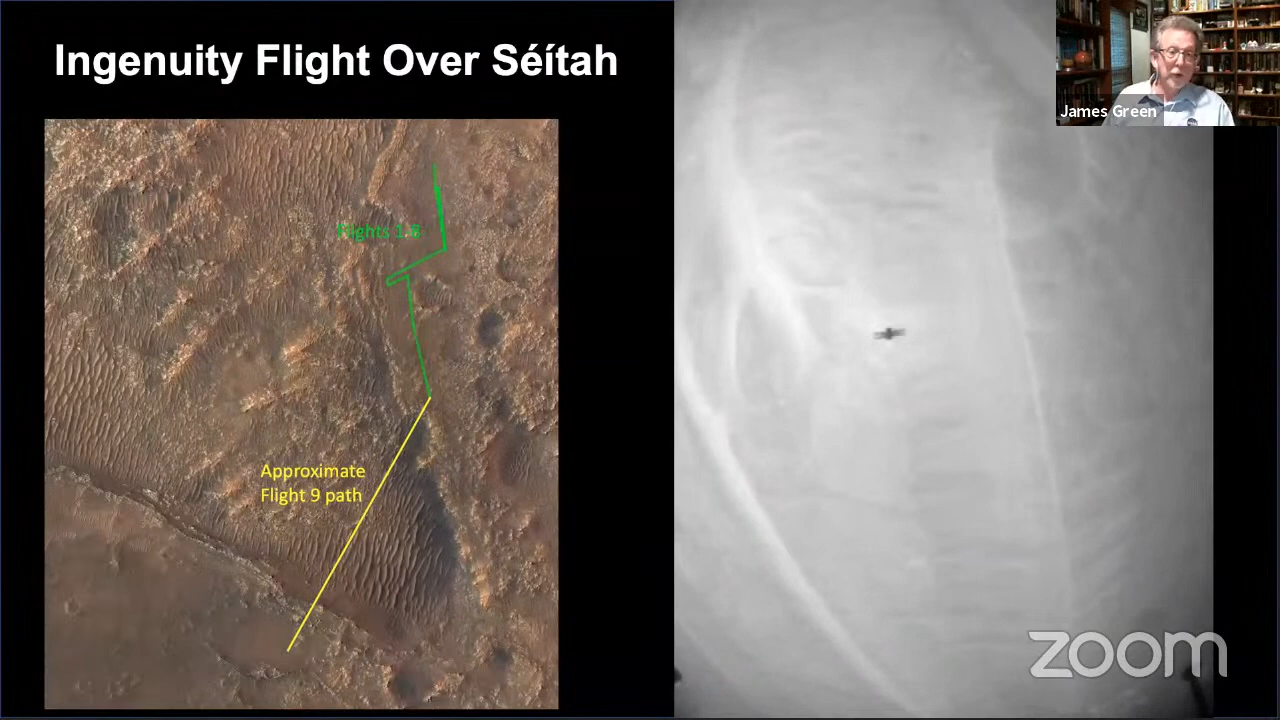 Ingenuity Flight Over Séítah
James Green
Flights 1-8
Approximate
Flight 9 path
zoom